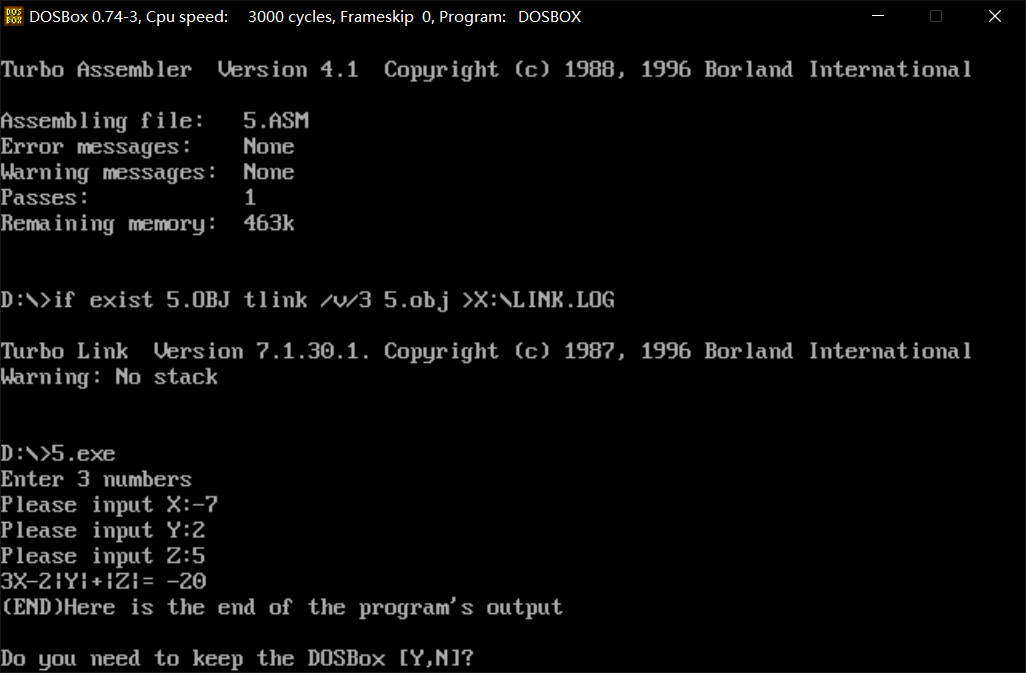 DOSBox 0.74-3, Cpu speed: 3000 cycles, Frameskip 0, Program: DOSBOX
Turbo Assembler  Version 4.1  Copyright (c) 1988, 1996 Borland International
Assembling file:   5.ASM
Error messages:    None
Warning messages:  None
Passes:            1
Remaining memory:  463k
D:\>if exist 5.OBJ tlink /v/3 5.obj >X:\LINK.LOG
Turbo Link  Version 7.1.30.1. Copyright (c) 1987, 1996 Borland International
Warning: No stack
D:\>5.exe
Enter 3 numbers
Please input X:-7
Please input Y:2
Please input Z:5
3X-2|Y|+|Z|= -20
(END)Here is the end of the program's output
Do you need to keep the DOSBox [Y,N]?